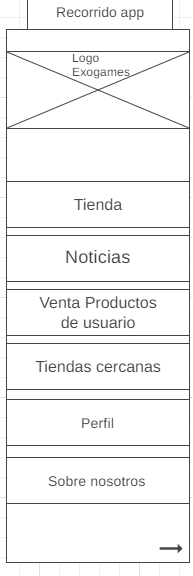 Recorrido app
Logo
Exogames
Tienda
Noticias
Venta Productos
de usuario
Tiendas cercanas
Perfil
Sobre nosotros